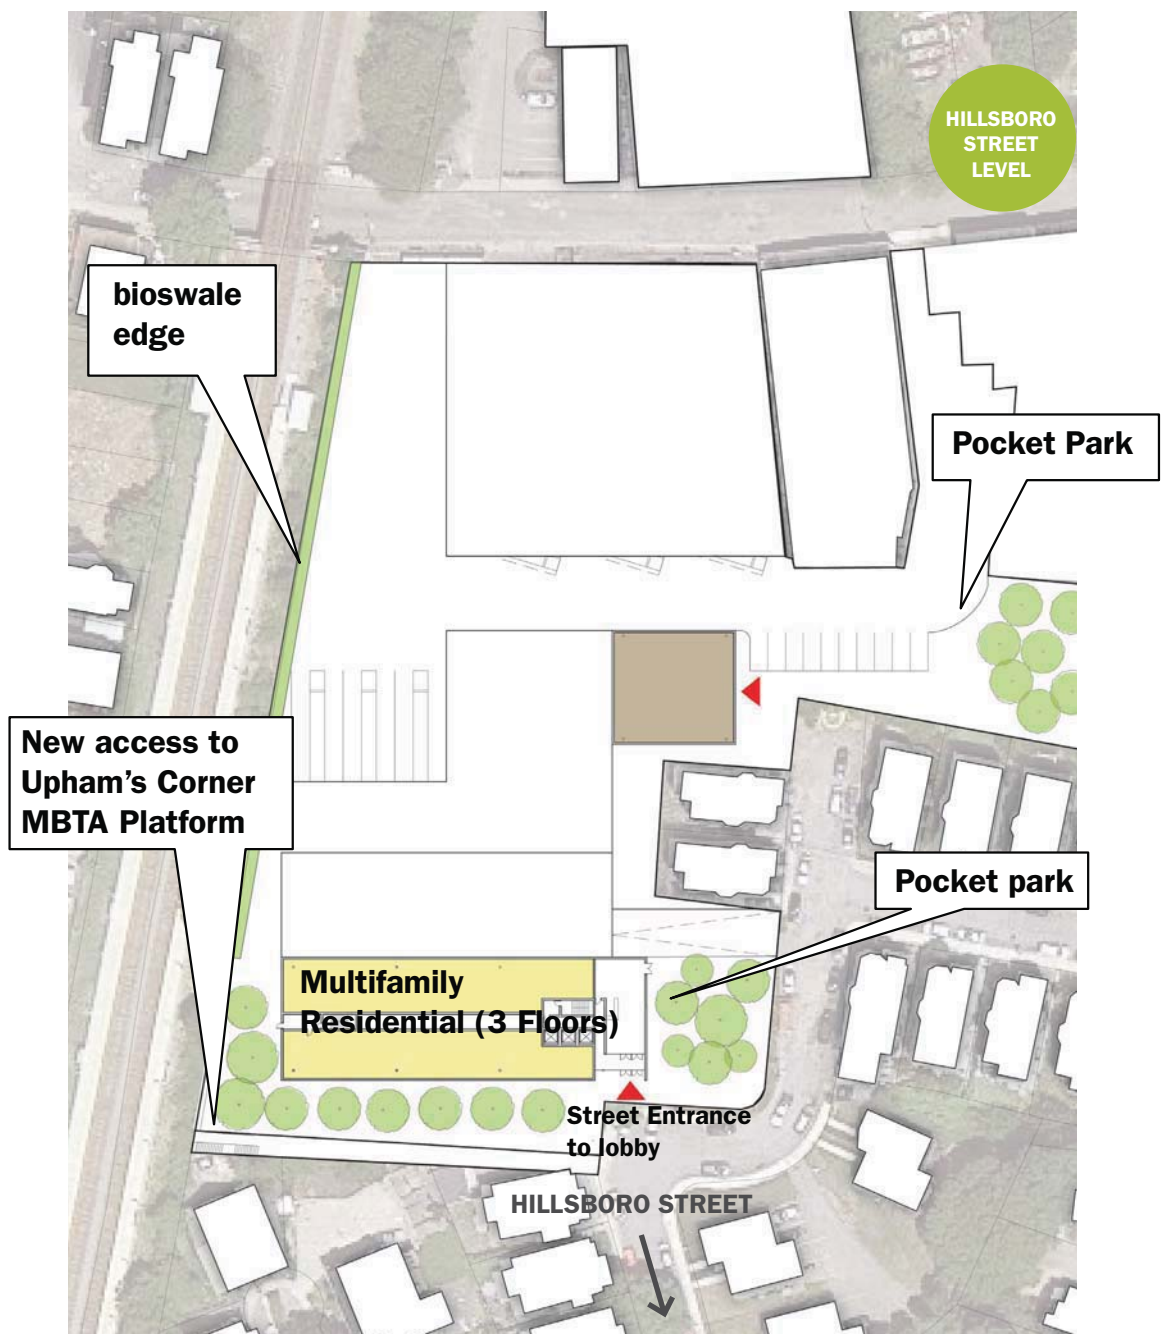 HILLSBORO
STREET
LEVEL
bioswale
edge
Pocket Park
New access to
Upham's Corner
MBTA Platform
Pocket park
Multifamily
Residential (3 Floors)
Street Entrance
to lobby
HILLSBORO STREET